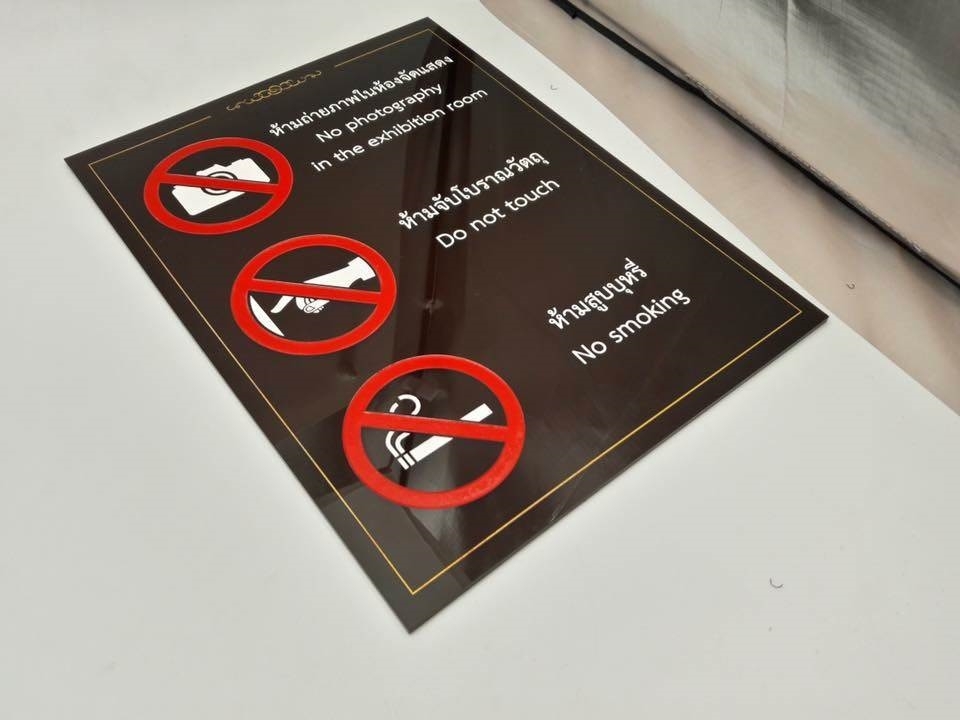 ห้ามถ่ายภาพในห้องจัดแสดง
No photography
in the exhibition room
ห้ามจับโบราณวัตถุ
Do not touch
ห้ามสูบบุหรี่
No smoking